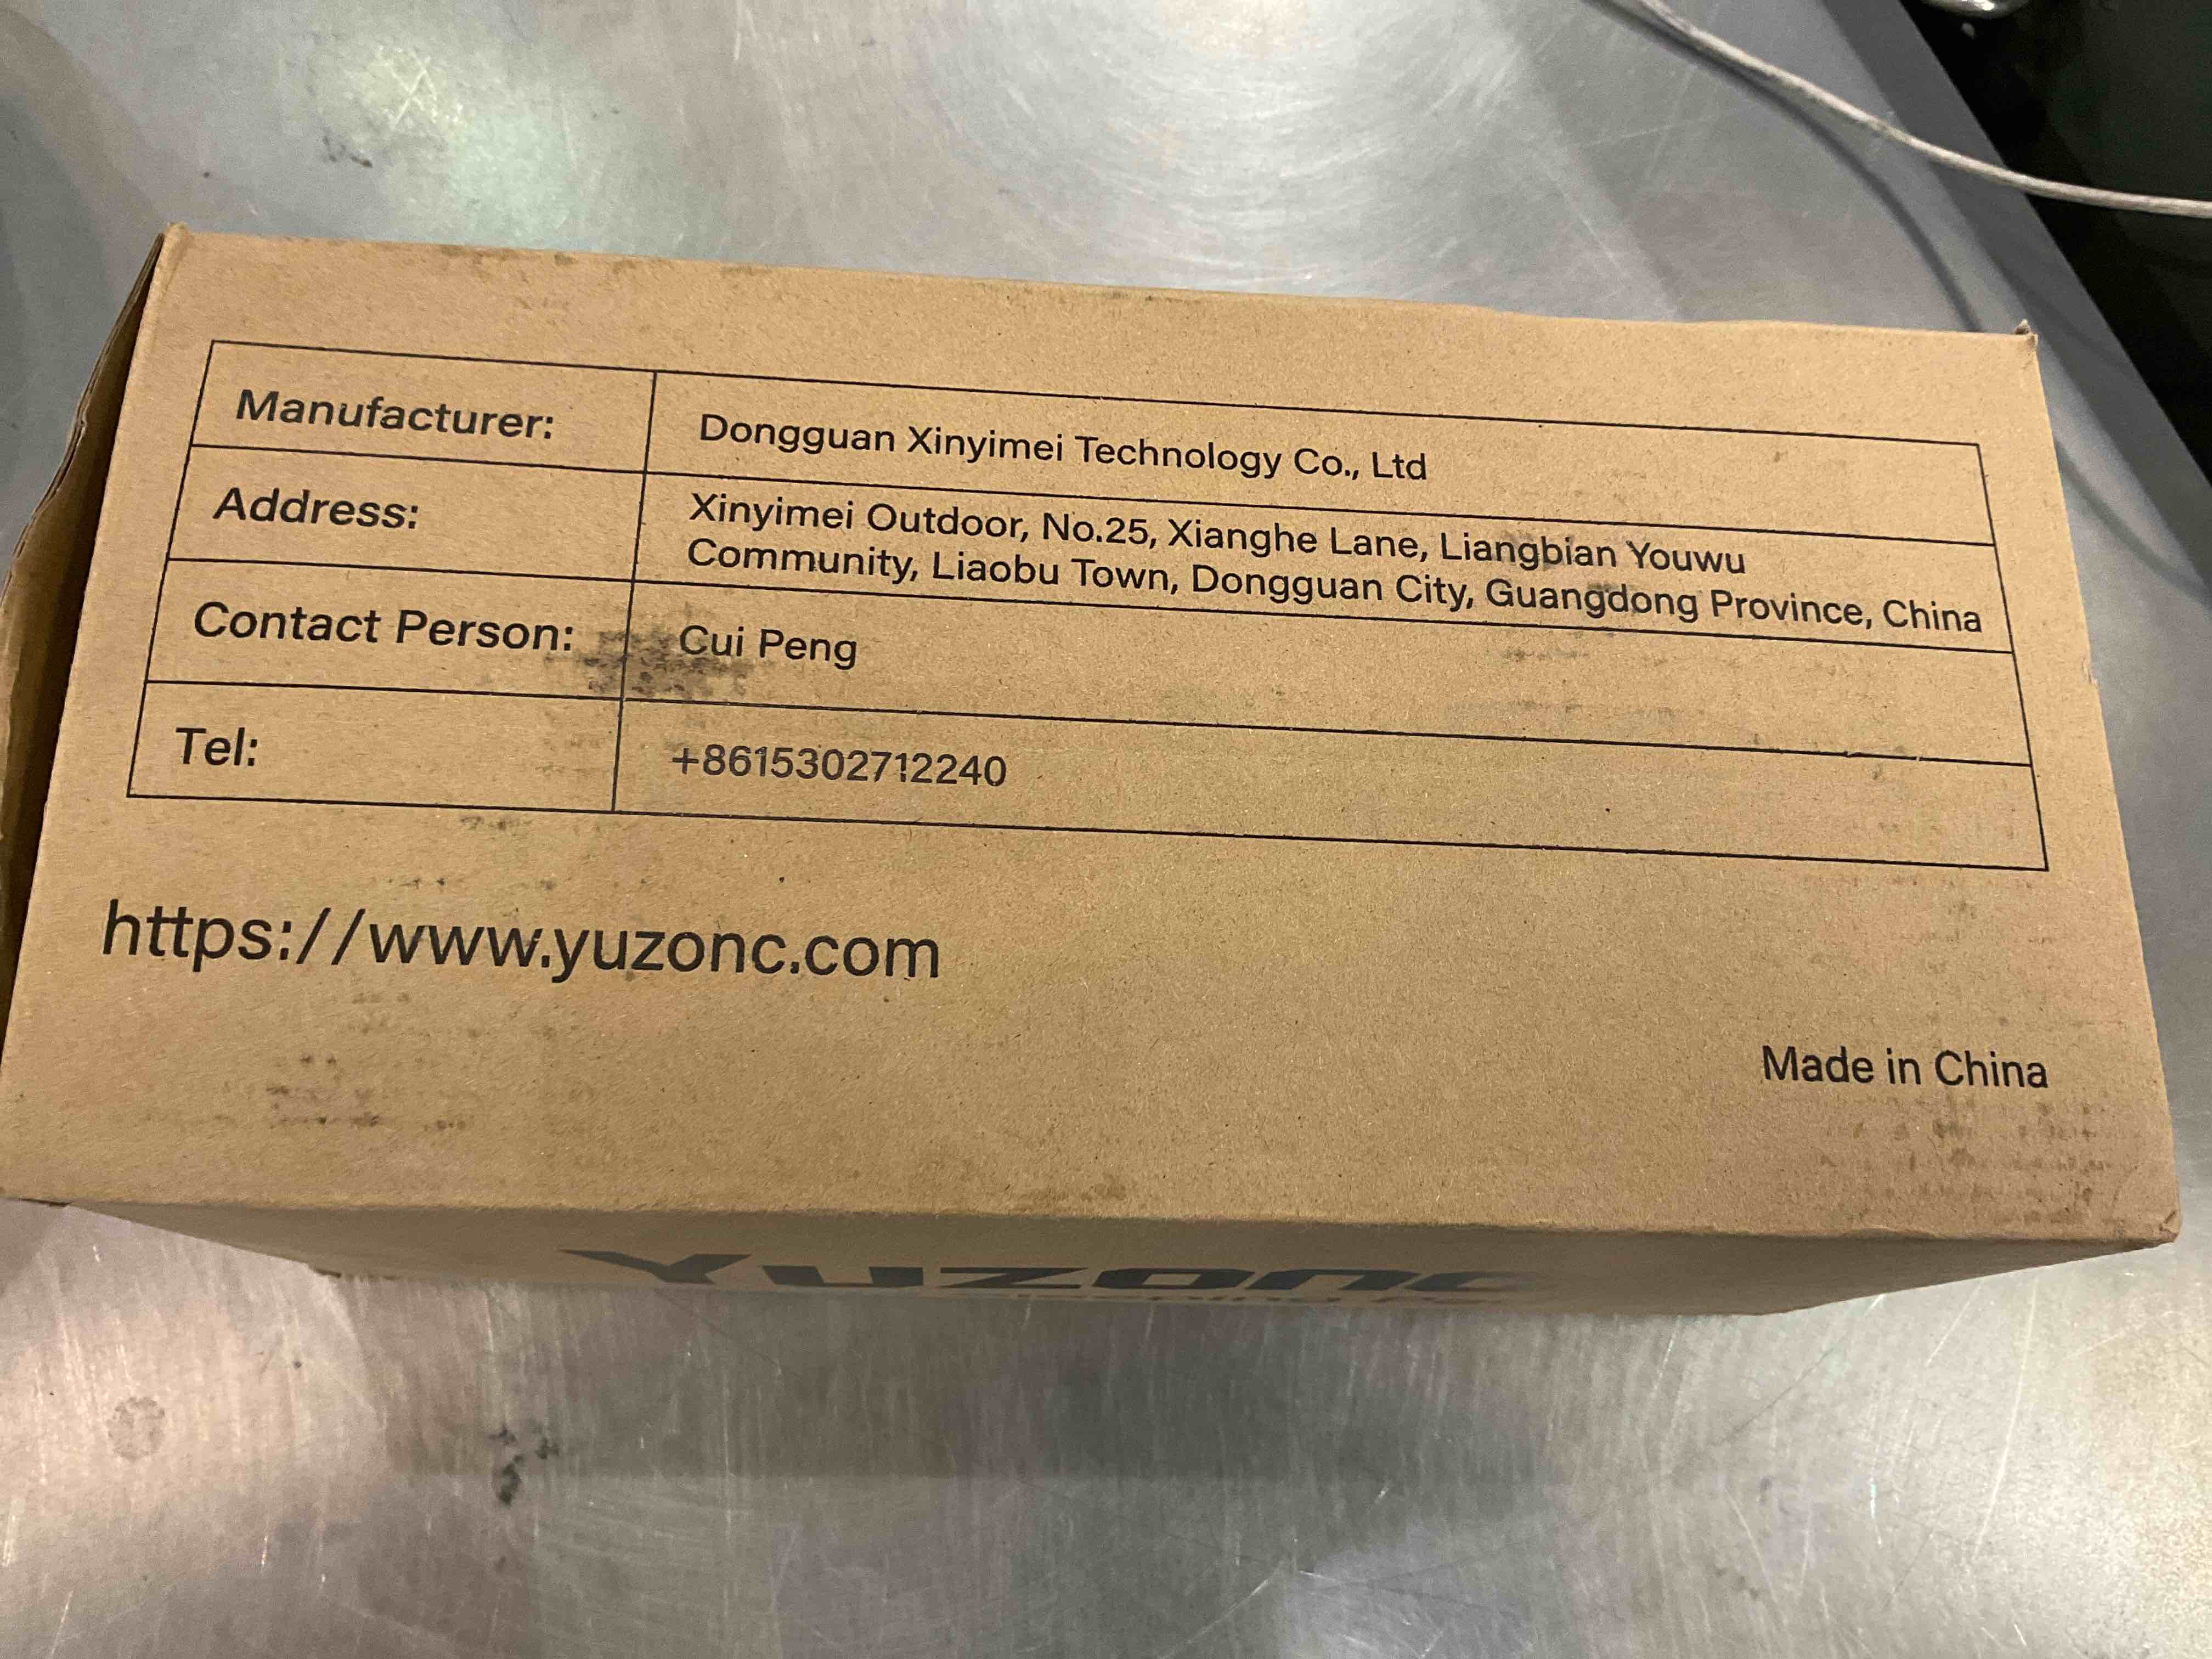 Manufacturer: Dongguan Xinyimei Technology Co., Ltd
Address: Xinyimei Outdoor, No.25, Xianghe Lane, Liangbian Youwu
Community, Liaobu Town, Dongguan City, Guangdong Province, China
Contact Person: Cui Peng
Tel: +8615302712240
https://www.yuzonc.com
Made in China
Yuzonc